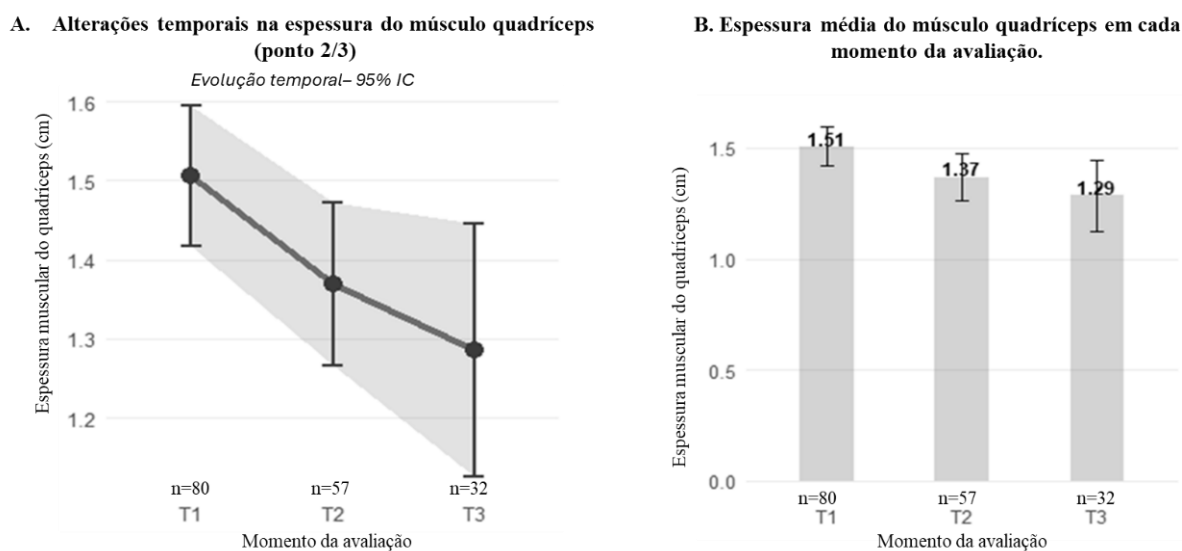 A. Alterações temporais na espessura do músculo quadríceps
(ponto 2/3)
Evolução temporal– 95% IC
Espessura muscular do quadríceps (cm)
1.6
1.5
1.4
1.3
1.2
n=80
n=57
n=32
T1
T2
T3
Momento da avaliação
B. Espessura média do músculo quadríceps em cada
momento da avaliação.
Espessura muscular do quadríceps (cm)
1.5
1.0
0.5
0.0
1.51
1.37
1.29
n=80
n=57
n=32
T1
T2
T3
Momento da avaliação